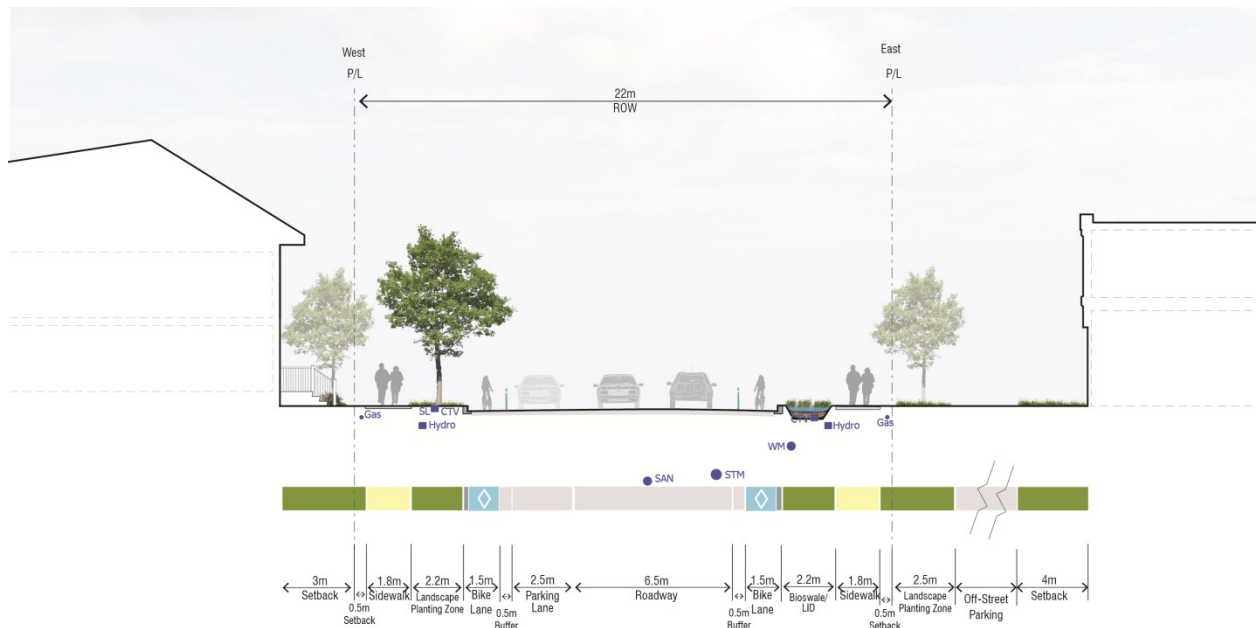 West
P/L
East
P/L
22m
ROW
Gas
SL
CTV
Hydro
CTV
Hydro
Gas
WM
SAN
STM
3m
Setback
0.5m
Setback
1.8m
Sidewalk
2.2m
Landscape
Planting Zone
1.5m
Bike
Lane
0.5m
Buffer
2.5m
Parking
Lane
6.5m
Roadway
0.5m
Buffer
1.5m
Bike
Lane
2.2m
Bioswale/
LID
1.8m
Sidewalk
0.5m
Setback
2.5m
Landscape
Planting Zone
Off-Street
Parking
4m
Setback